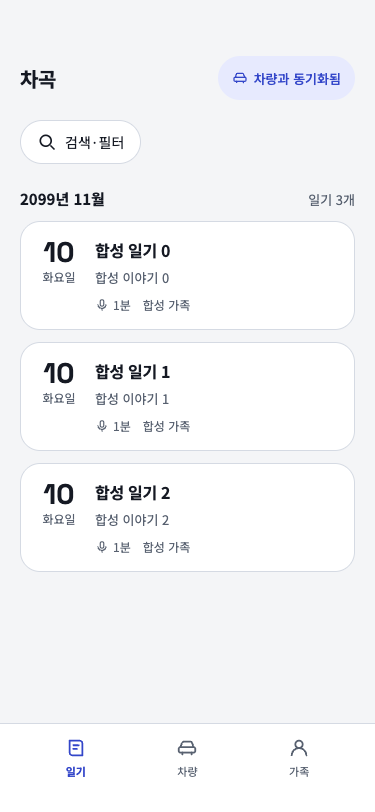 차곡
차량과 동기화됨
검색·필터
2099년 11월
일기 3개
10
화요일
합성 일기 0
합성 이야기 0
1분 합성 가족
10
화요일
합성 일기 1
합성 이야기 1
1분 합성 가족
10
화요일
합성 일기 2
합성 이야기 2
1분 합성 가족
일기
차량
가족